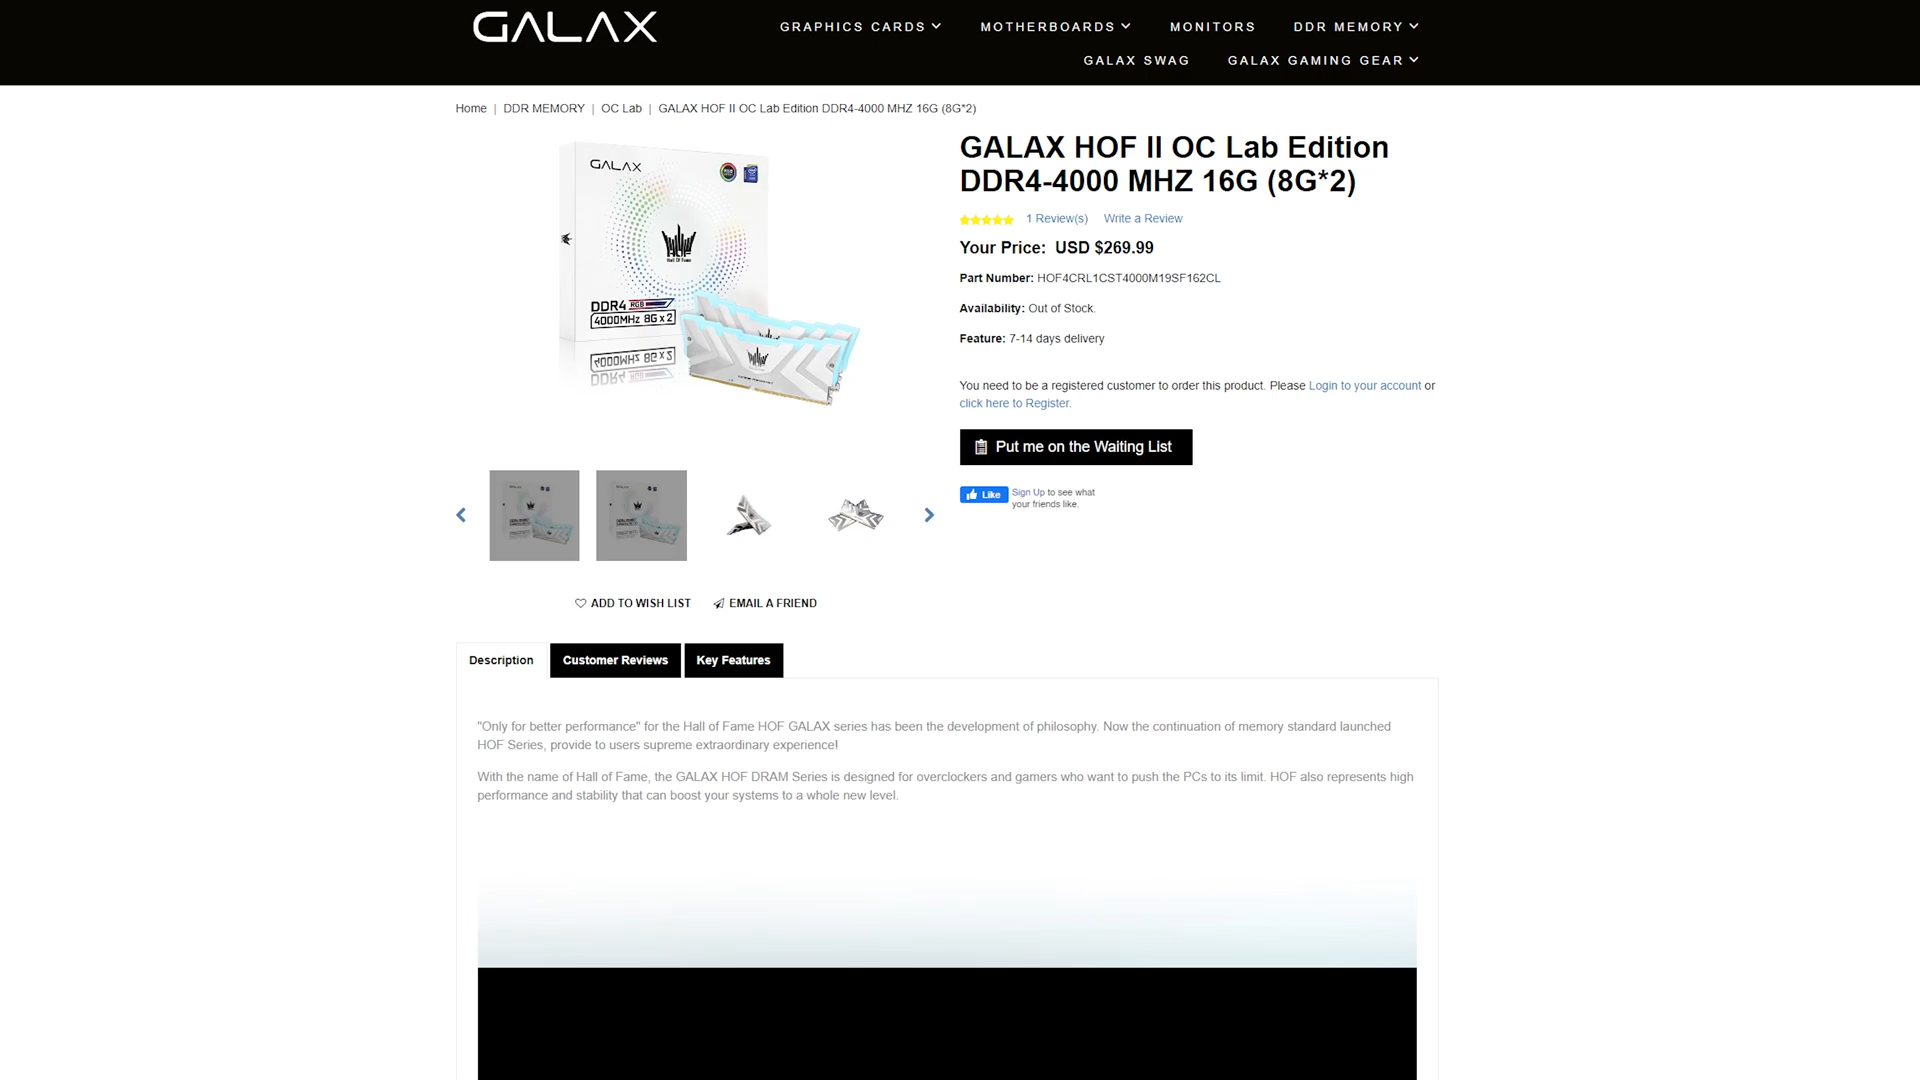 GALAX
GRAPHICS CARDS
MOTHERBOARDS
MONITORS
DDR MEMORY
GALAX SWAG
GALAX GAMING GEAR
Home | DDR MEMORY | OC Lab | GALAX HOF II OC Lab Edition DDR4-4000 MHZ 16G (8G*2)
GALAX
HOF
Hall Of Fame
DDR4 RGB
4000MHz 8G x 2
GALAX HOF II OC Lab Edition
DDR4-4000 MHZ 16G (8G*2)
1 Review(s) Write a Review
Your Price: USD $269.99
Part Number: HOF4CRL1CST4000M19SF162CL
Availability: Out of Stock.
Feature: 7-14 days delivery
You need to be a registered customer to order this product. Please Login to your account or
click here to Register.
Put me on the Waiting List
Like
Sign Up to see what
your friends like.
ADD TO WISH LIST
EMAIL A FRIEND
Description
Customer Reviews
Key Features
"Only for better performance" for the Hall of Fame HOF GALAX series has been the development of philosophy. Now the continuation of memory standard launched
HOF Series, provide to users supreme extraordinary experience!
With the name of Hall of Fame, the GALAX HOF DRAM Series is designed for overclockers and gamers who want to push the PCs to its limit. HOF also represents high
performance and stability that can boost your systems to a whole new level.